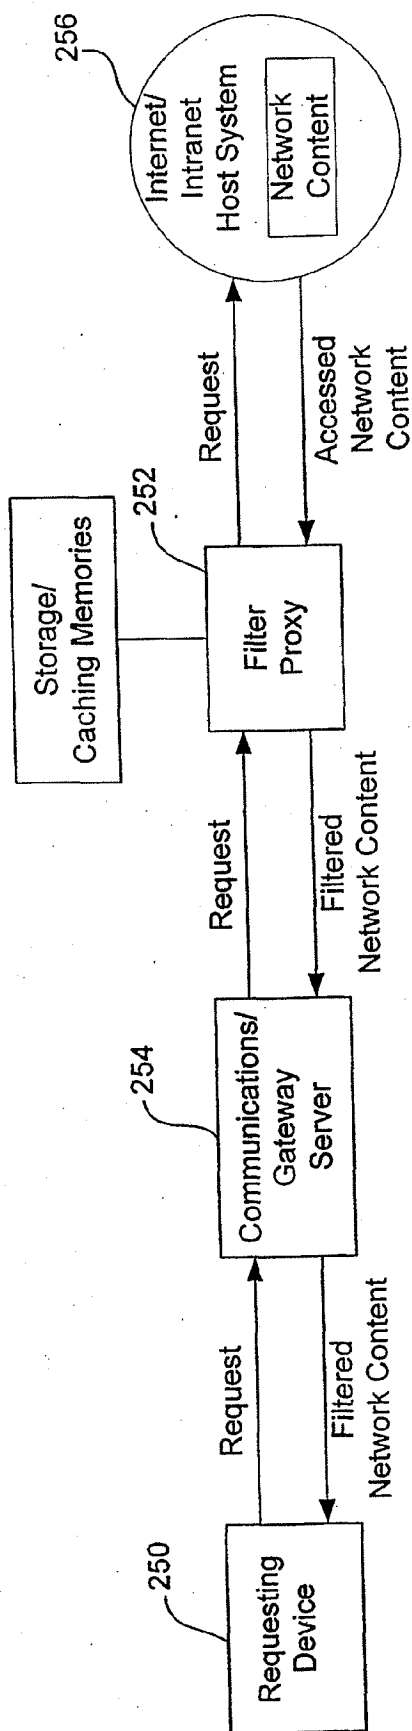 250
Requesting
Device
Request
Filtered
Network Content
254
Communications/
Gateway
Server
Request
Filtered
Network Content
Storage/
Caching Memories
252
Filter
Proxy
Request
Accessed
Network
Content
256
Internet/
Intranet
Host System
Network
Content